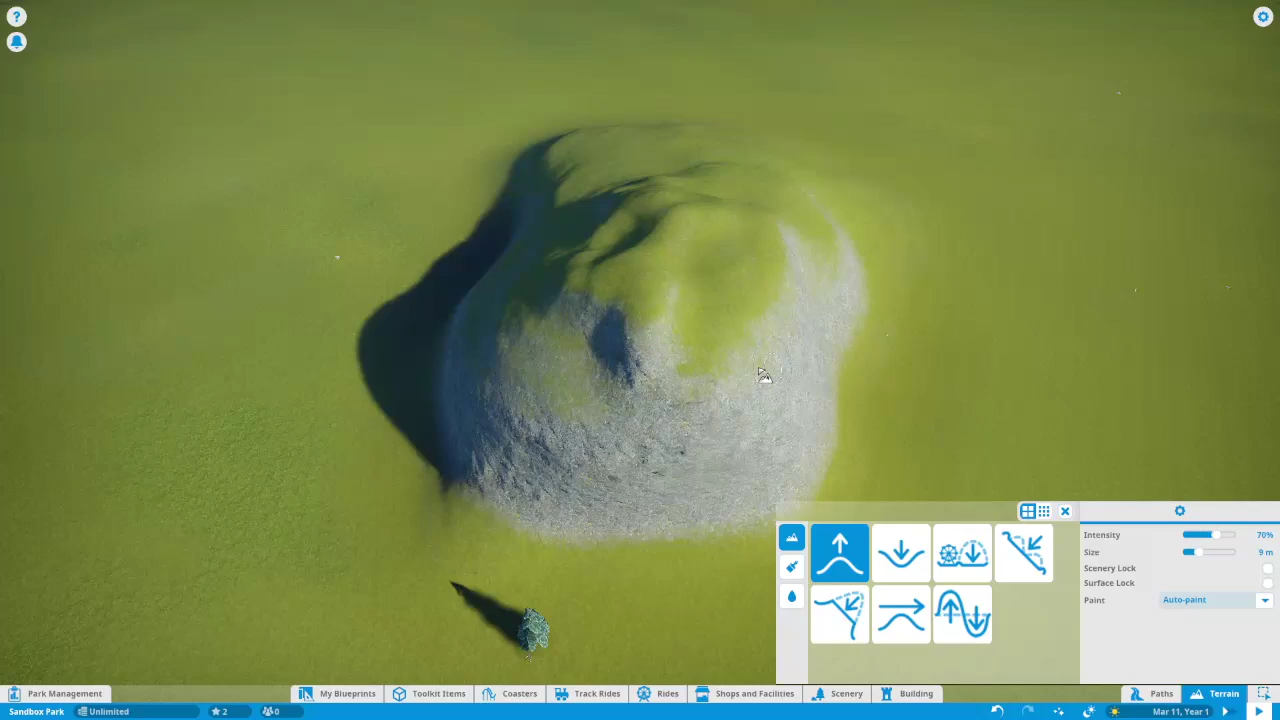 ?
Intensity 70%
Size 9 m
Scenery Lock
Surface Lock
Paint Auto-paint
Park Management My Blueprints Toolkit Items Coasters Track Rides Rides Shops and Facilities Scenery Building Paths Terrain
Sandbox Park Unlimited 2 0 Mar 11, Year 1